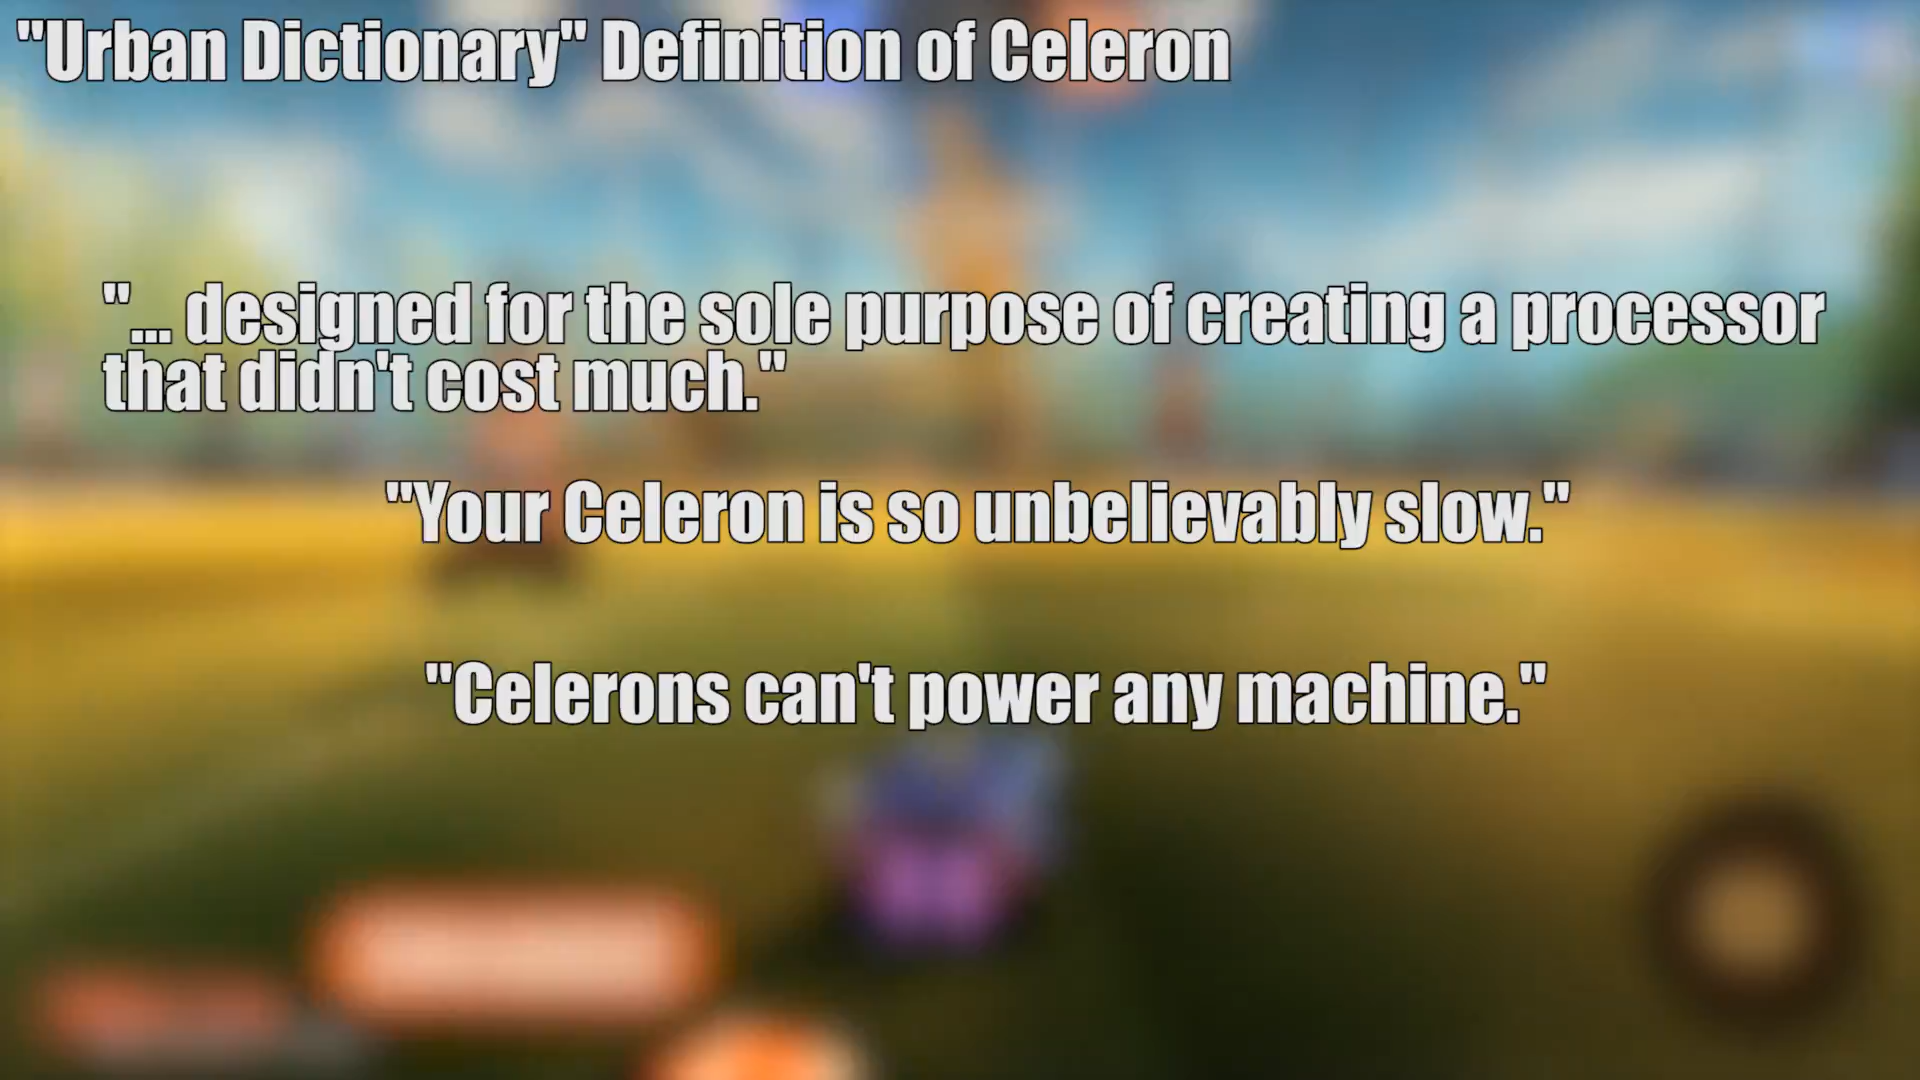 "Urban Dictionary" Definition of Celeron
"... designed for the sole purpose of creating a processor
that didn't cost much."
"Your Celeron is so unbelievably slow."
"Celerons can't power any machine."